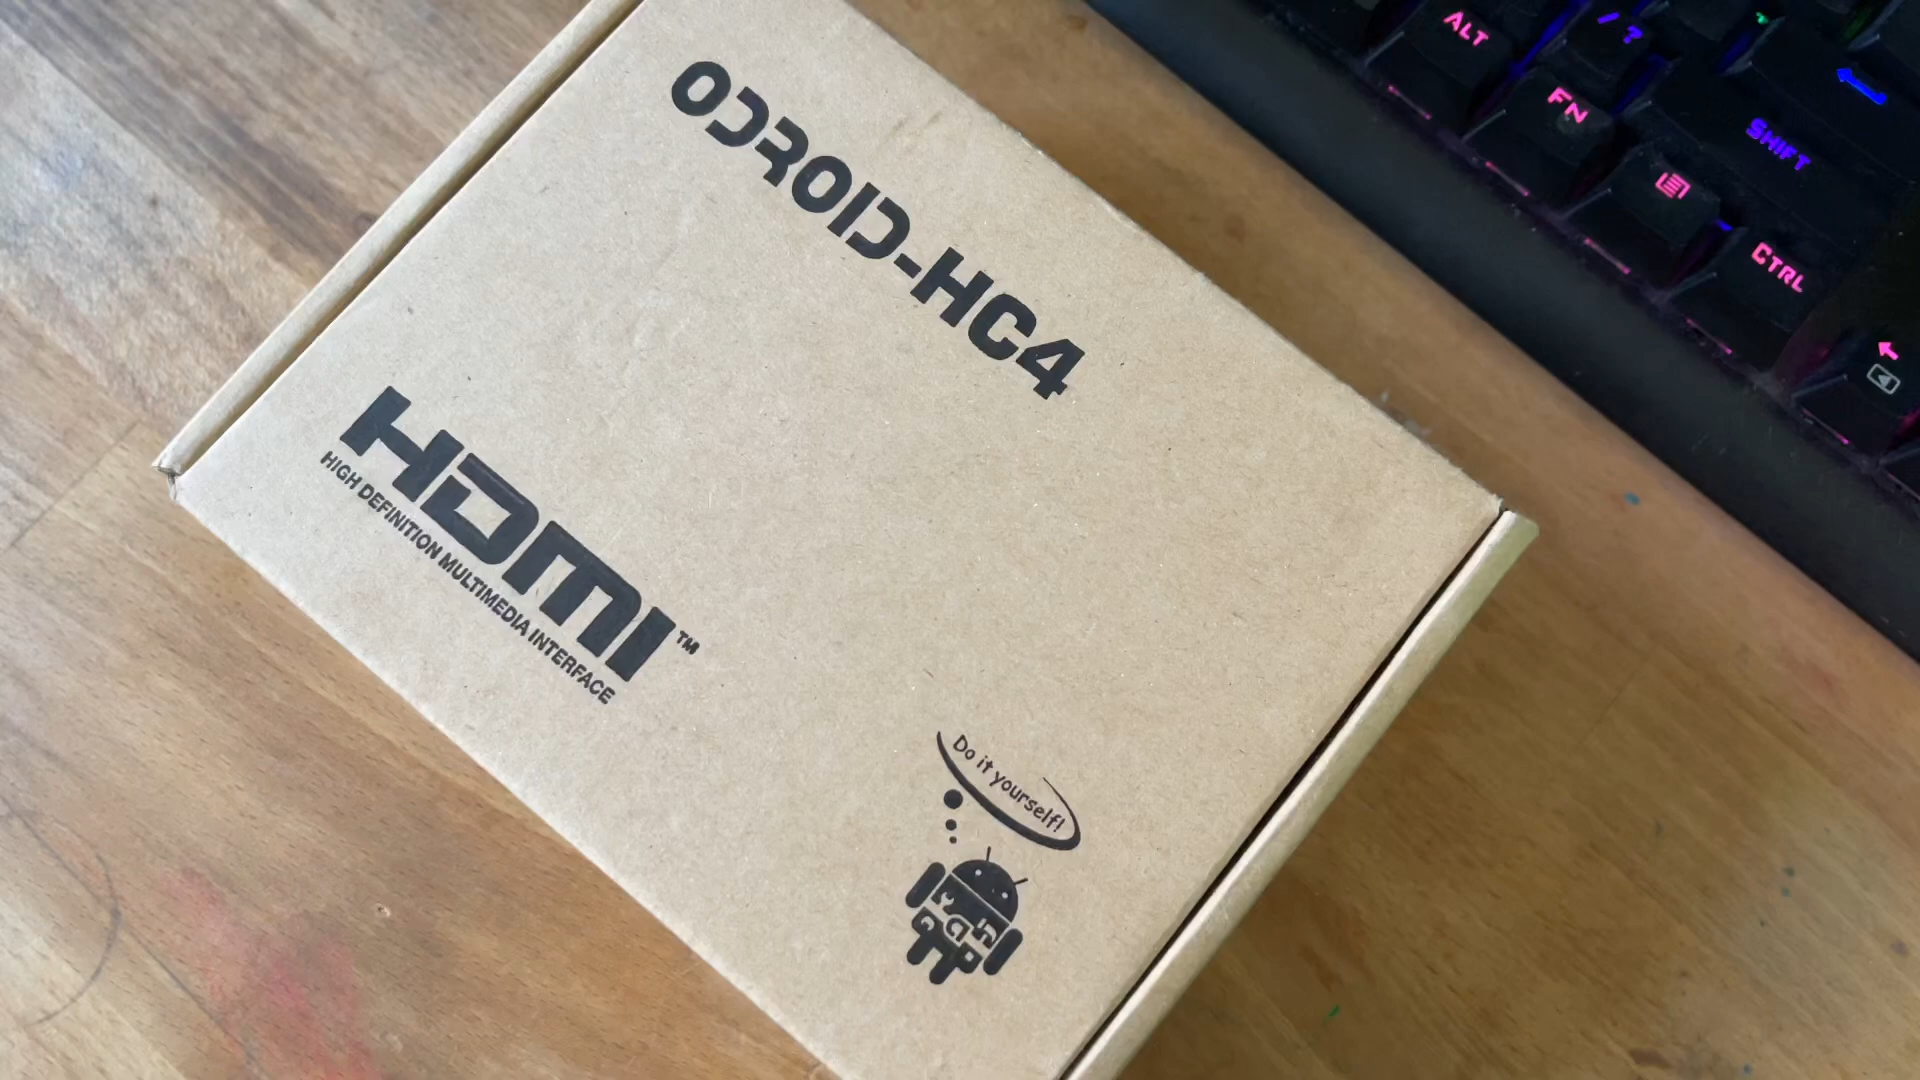 ODROID-HC4
HDMI™
HIGH DEFINITION MULTIMEDIA INTERFACE
Do it yourself!
ALT
/ ?
FN
SHIFT
CTRL